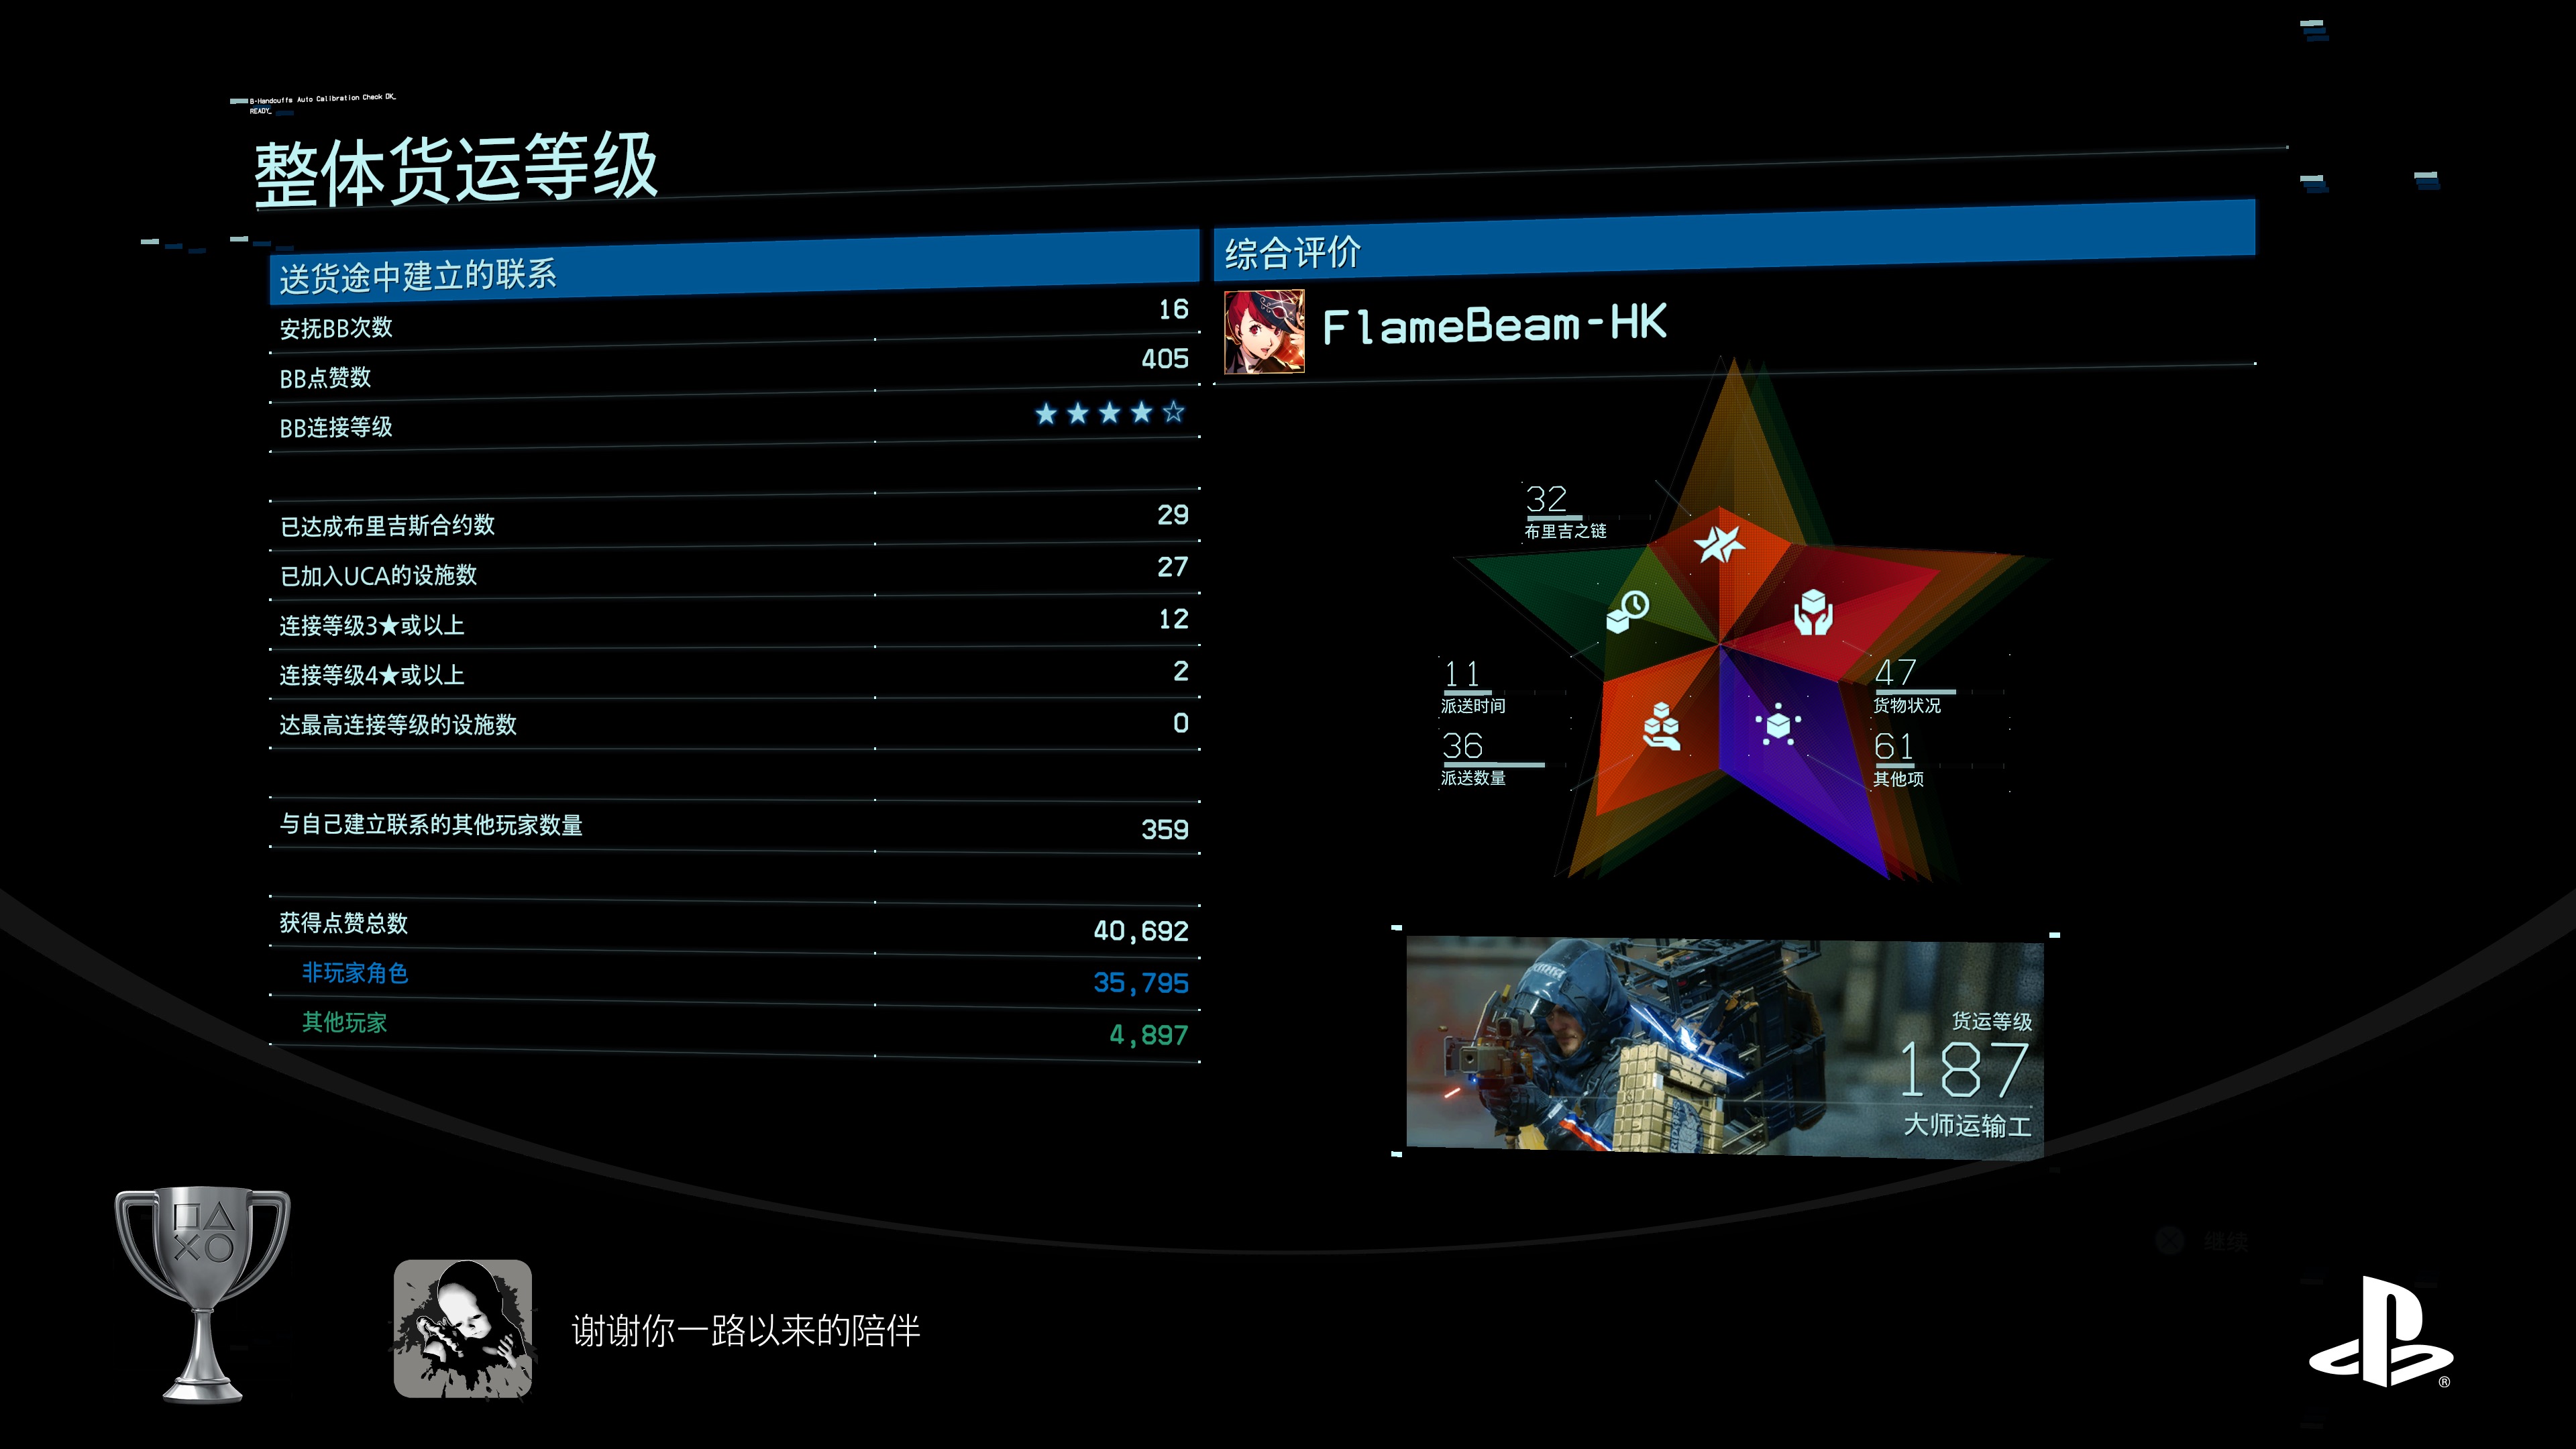 B-Handcuffs Auto Calibration Check OK_
READY_
整体货运等级
送货途中建立的联系
安抚BB次数 16
BB点赞数 405
BB连接等级 ★★★★☆
已达成布里吉斯合约数 29
已加入UCA的设施数 27
连接等级3★或以上 12
连接等级4★或以上 2
达最高连接等级的设施数 0
与自己建立联系的其他玩家数量 359
获得点赞总数 40,692
非玩家角色 35,795
其他玩家 4,897
综合评价
FlameBeam-HK
32
布里吉之链
11
派送时间
47
货物状况
36
派送数量
61
其他项
货运等级
187
大师运输工
继续
谢谢你一路以来的陪伴
®